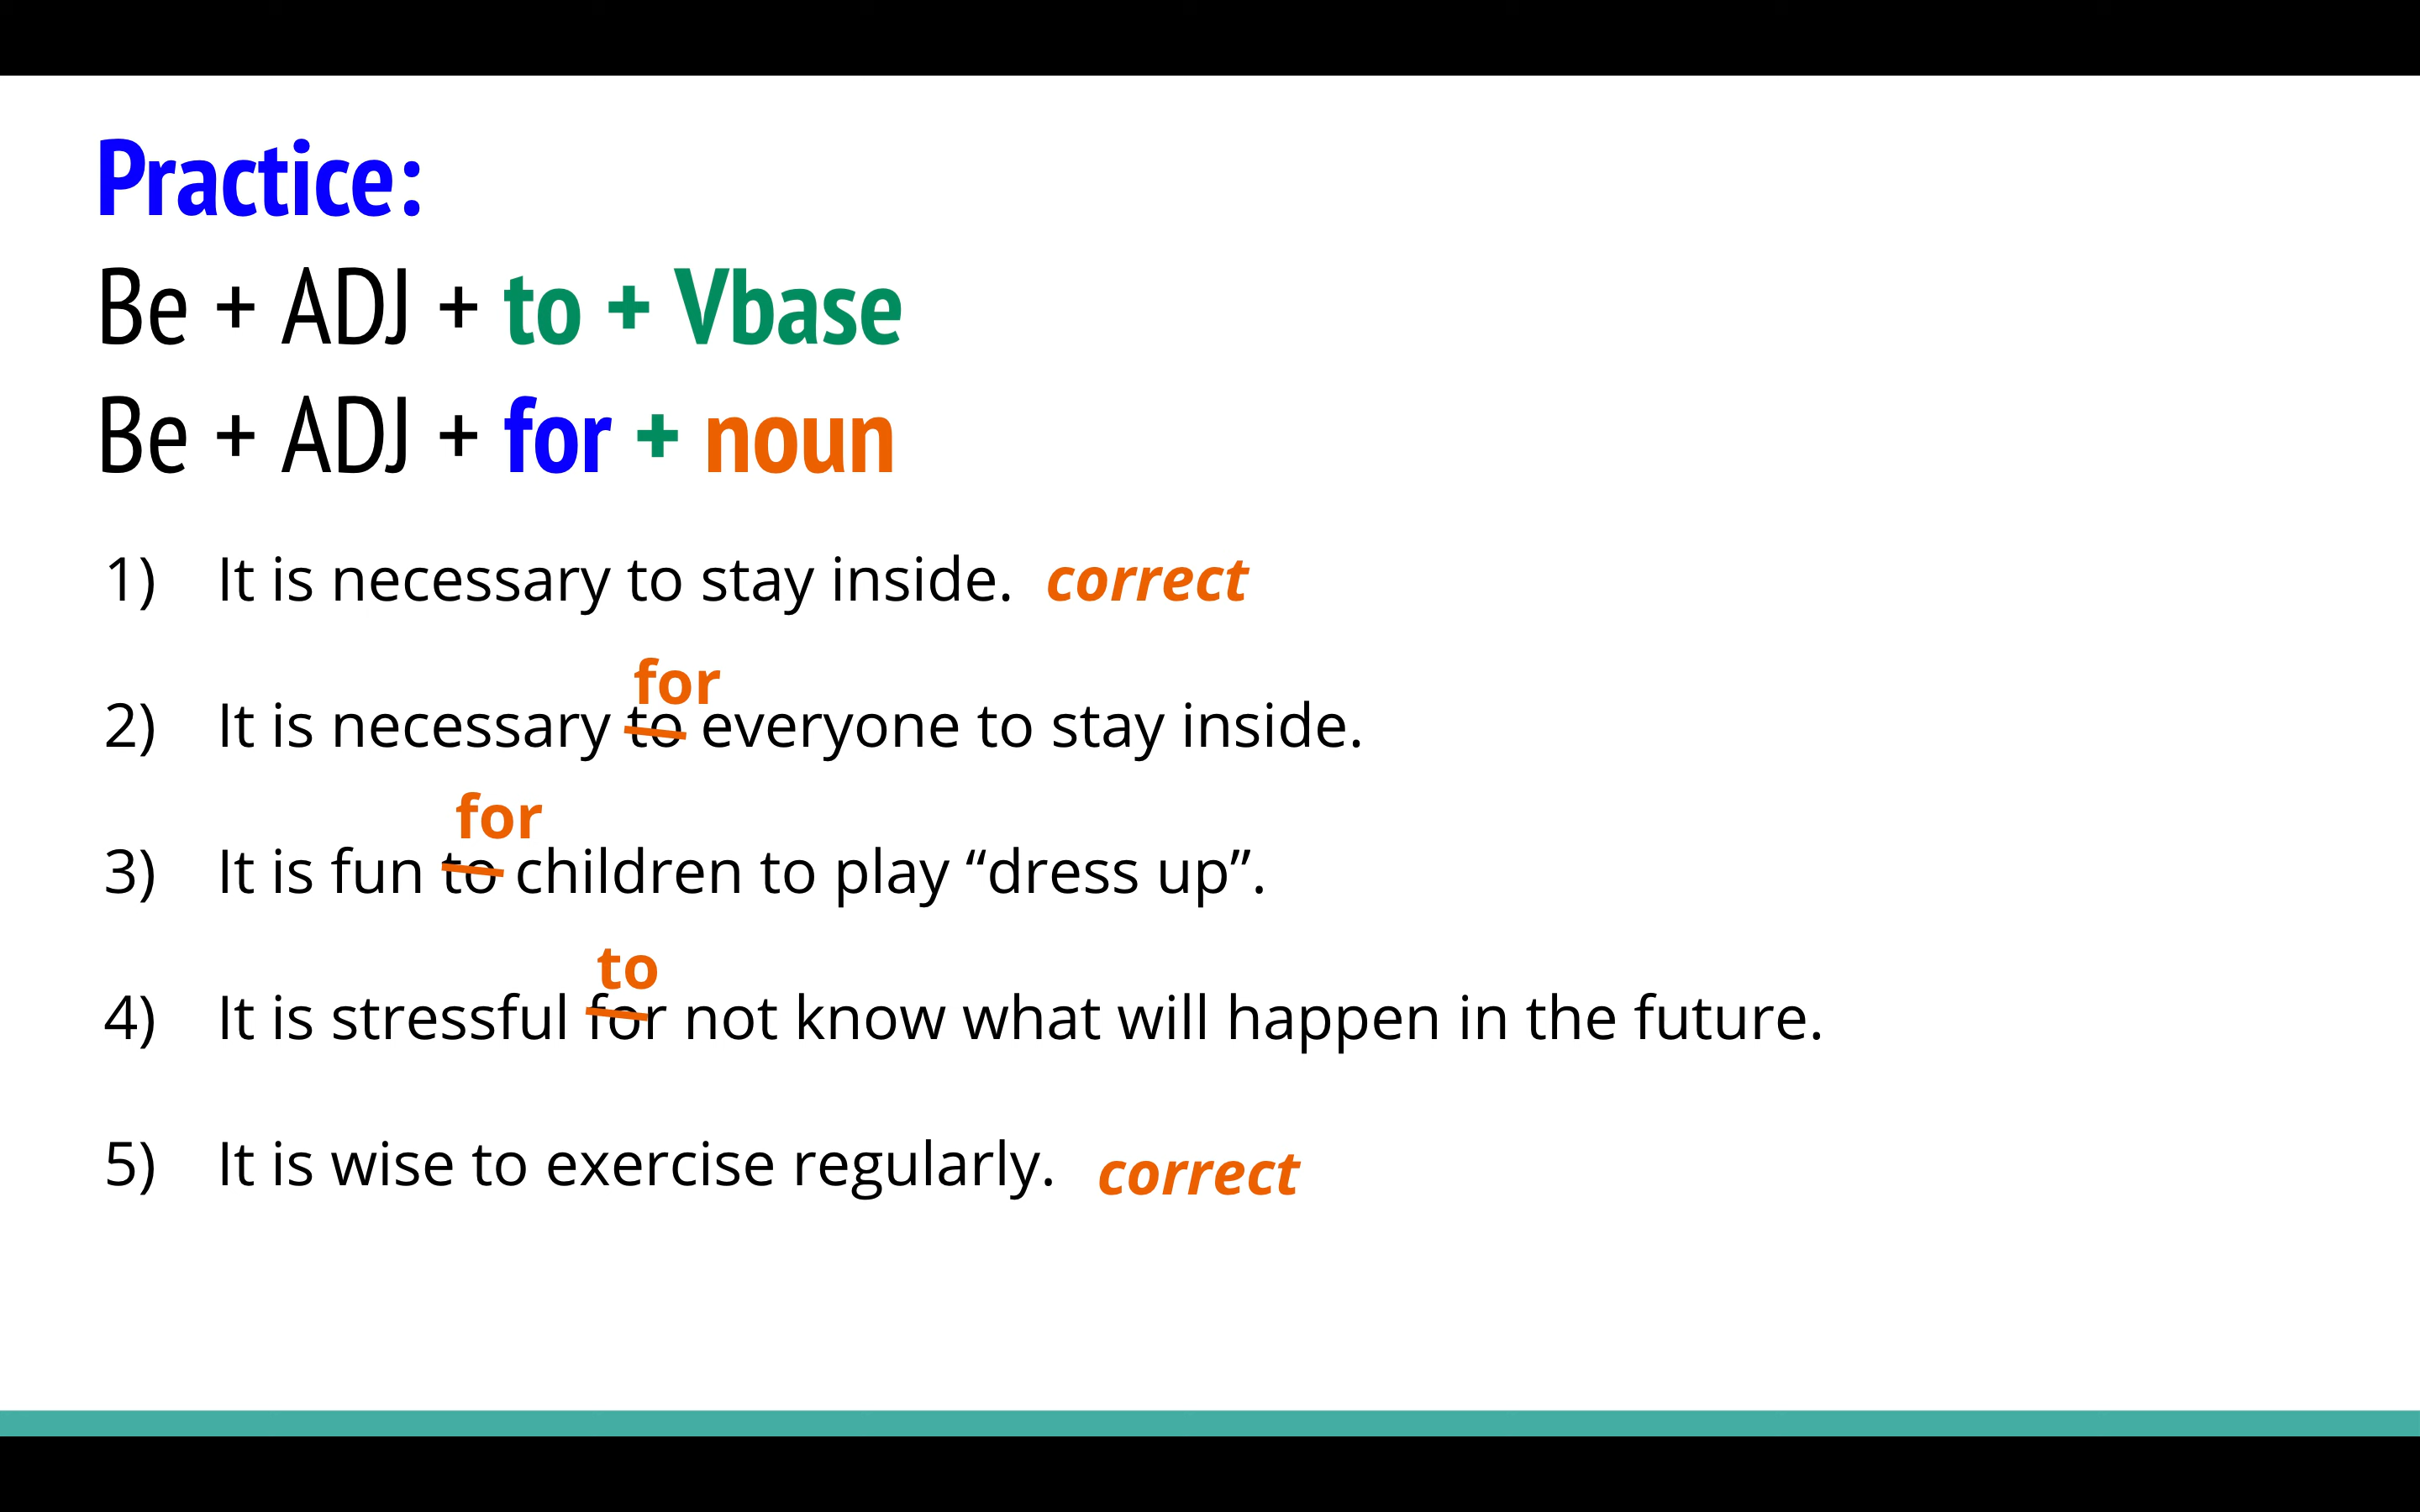 Practice:
Be + ADJ + to + Vbase
Be + ADJ + for + noun
1) It is necessary to stay inside. correct
for
2) It is necessary to everyone to stay inside.
for
3) It is fun to children to play “dress up”.
to
4) It is stressful for not know what will happen in the future.
5) It is wise to exercise regularly. correct